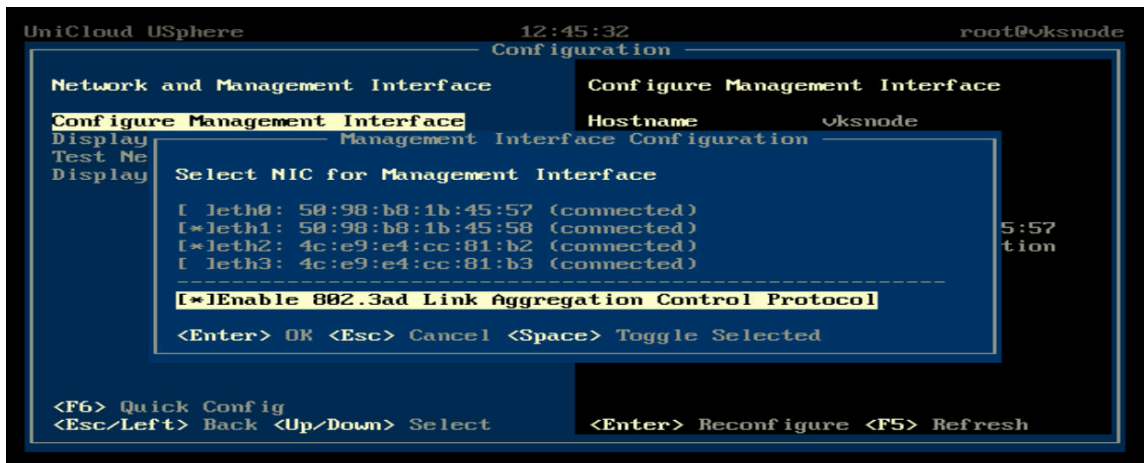 UniCloud USphere 12:45:32 root@vksnode
Configuration
Network and Management Interface Configure Management Interface
Configure Management Interface Hostname vksnode
Display Management Interface Configuration
Test Ne
Display Select NIC for Management Interface
[ ]eth0: 50:98:b8:1b:45:57 (connected)
[*]eth1: 50:98:b8:1b:45:58 (connected) 5:57
[*]eth2: 4c:e9:e4:cc:81:b2 (connected) tion
[ ]eth3: 4c:e9:e4:cc:81:b3 (connected)
[*]Enable 802.3ad Link Aggregation Control Protocol
<Enter> OK <Esc> Cancel <Space> Toggle Selected
<F6> Quick Config
<Esc/Left> Back <Up/Down> Select <Enter> Reconfigure <F5> Refresh